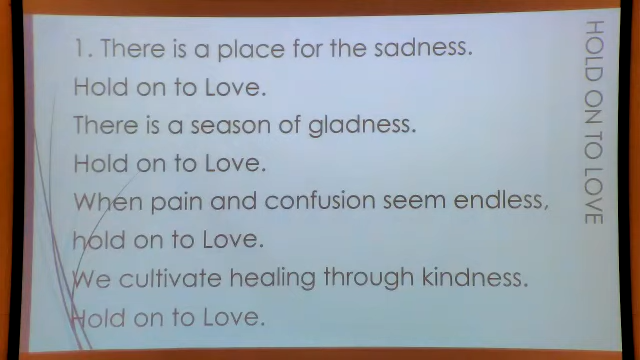 1. There is a place for the sadness.
Hold on to Love.
There is a season of gladness.
Hold on to Love.
When pain and confusion seem endless,
hold on to Love.
We cultivate healing through kindness.
Hold on to Love.
HOLD ON TO LOVE